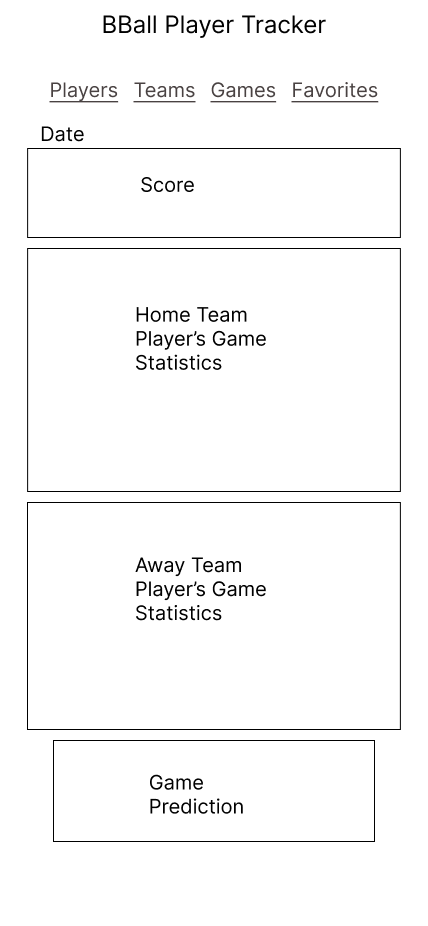 BBall Player Tracker
Players Teams Games Favorites
Date
Score
Home Team
Player’s Game
Statistics
Away Team
Player’s Game
Statistics
Game
Prediction